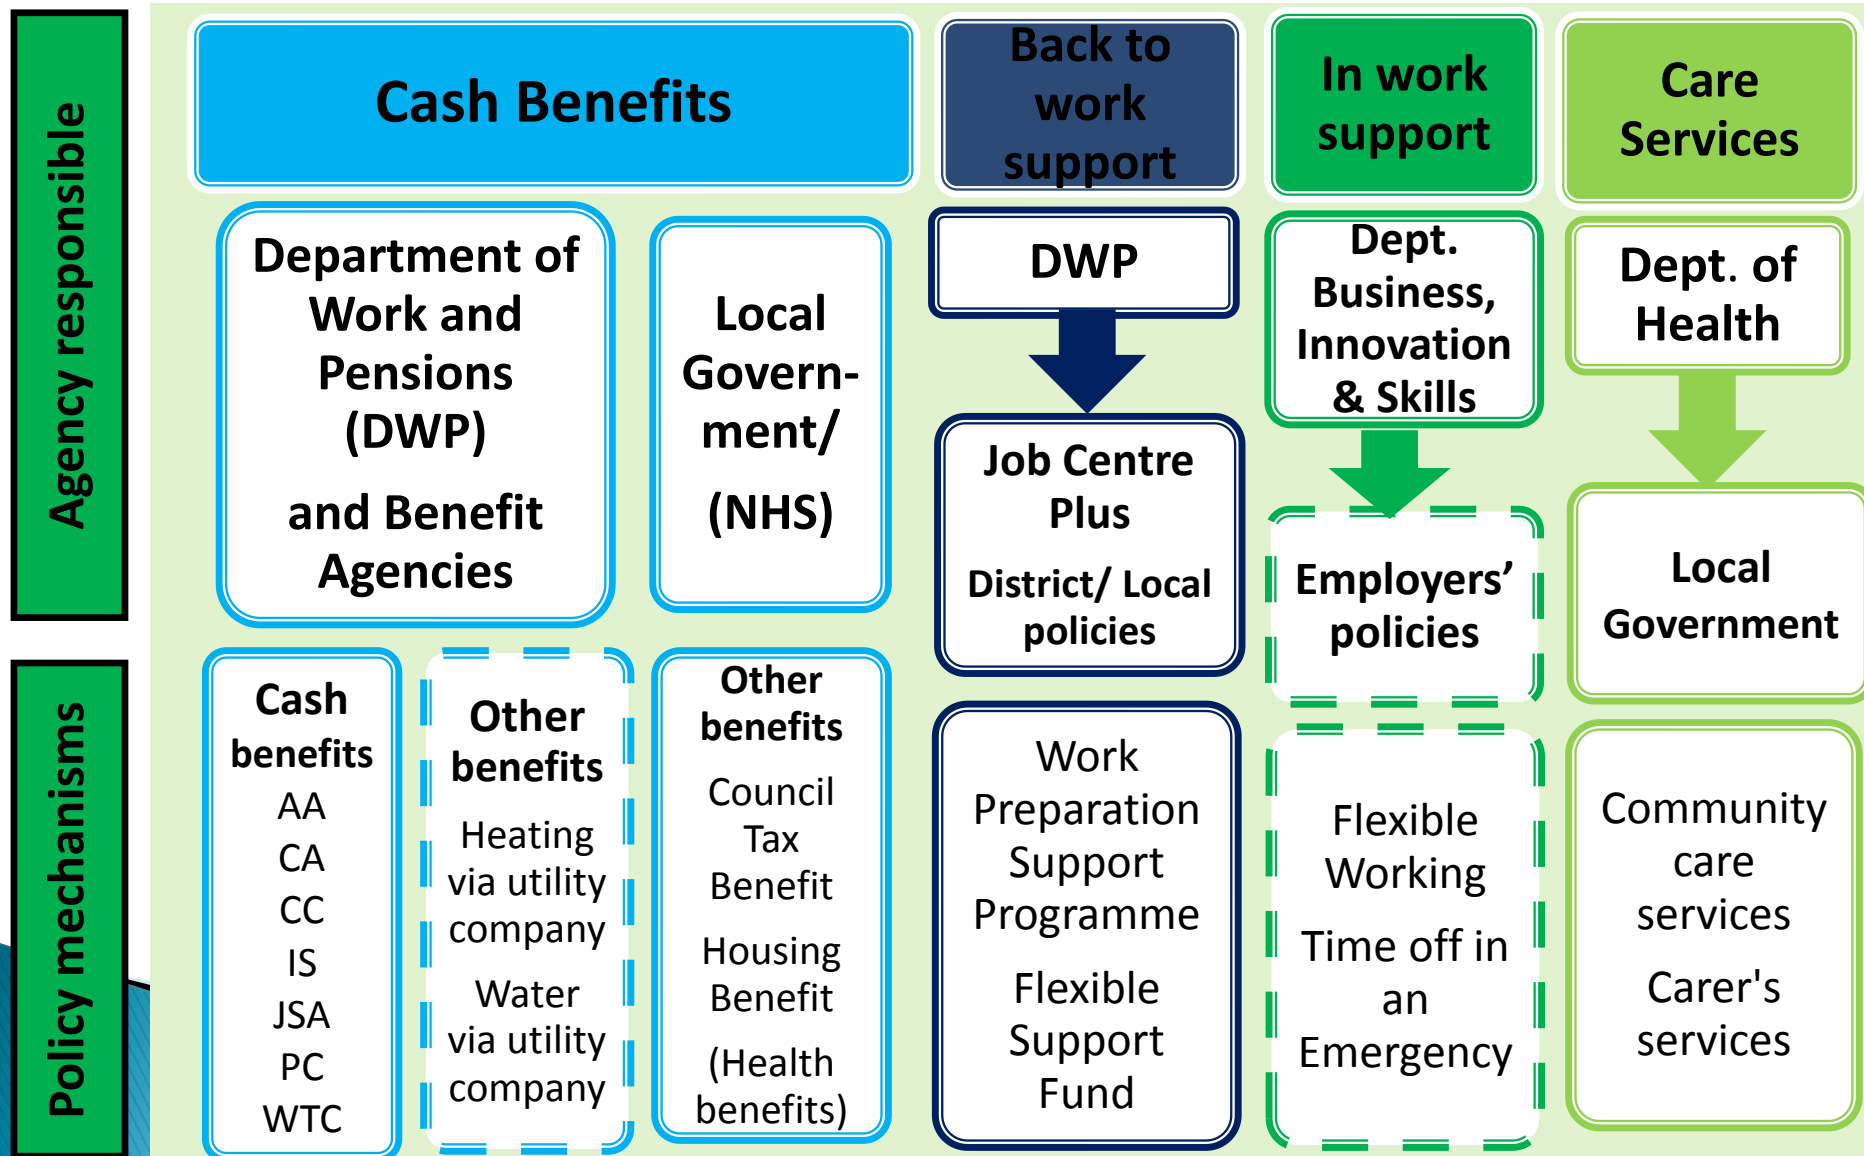 Agency responsible
Cash Benefits
Back to
work
support
In work
support
Care
Services
Department of
Work and
Pensions
(DWP)
and Benefit
Agencies
Local
Govern-
ment/
(NHS)
DWP
Job Centre
Plus
District/ Local
policies
Dept.
Business,
Innovation
& Skills
Employers’
policies
Dept. of
Health
Local
Government
Policy mechanisms
Cash
benefits
AA
CA
CC
IS
JSA
PC
WTC
Other
benefits
Heating
via utility
company
Water
via utility
company
Other
benefits
Council
Tax
Benefit
Housing
Benefit
(Health
benefits)
Work
Preparation
Support
Programme
Flexible
Support
Fund
Flexible
Working
Time off in
an
Emergency
Community
care
services
Carer's
services